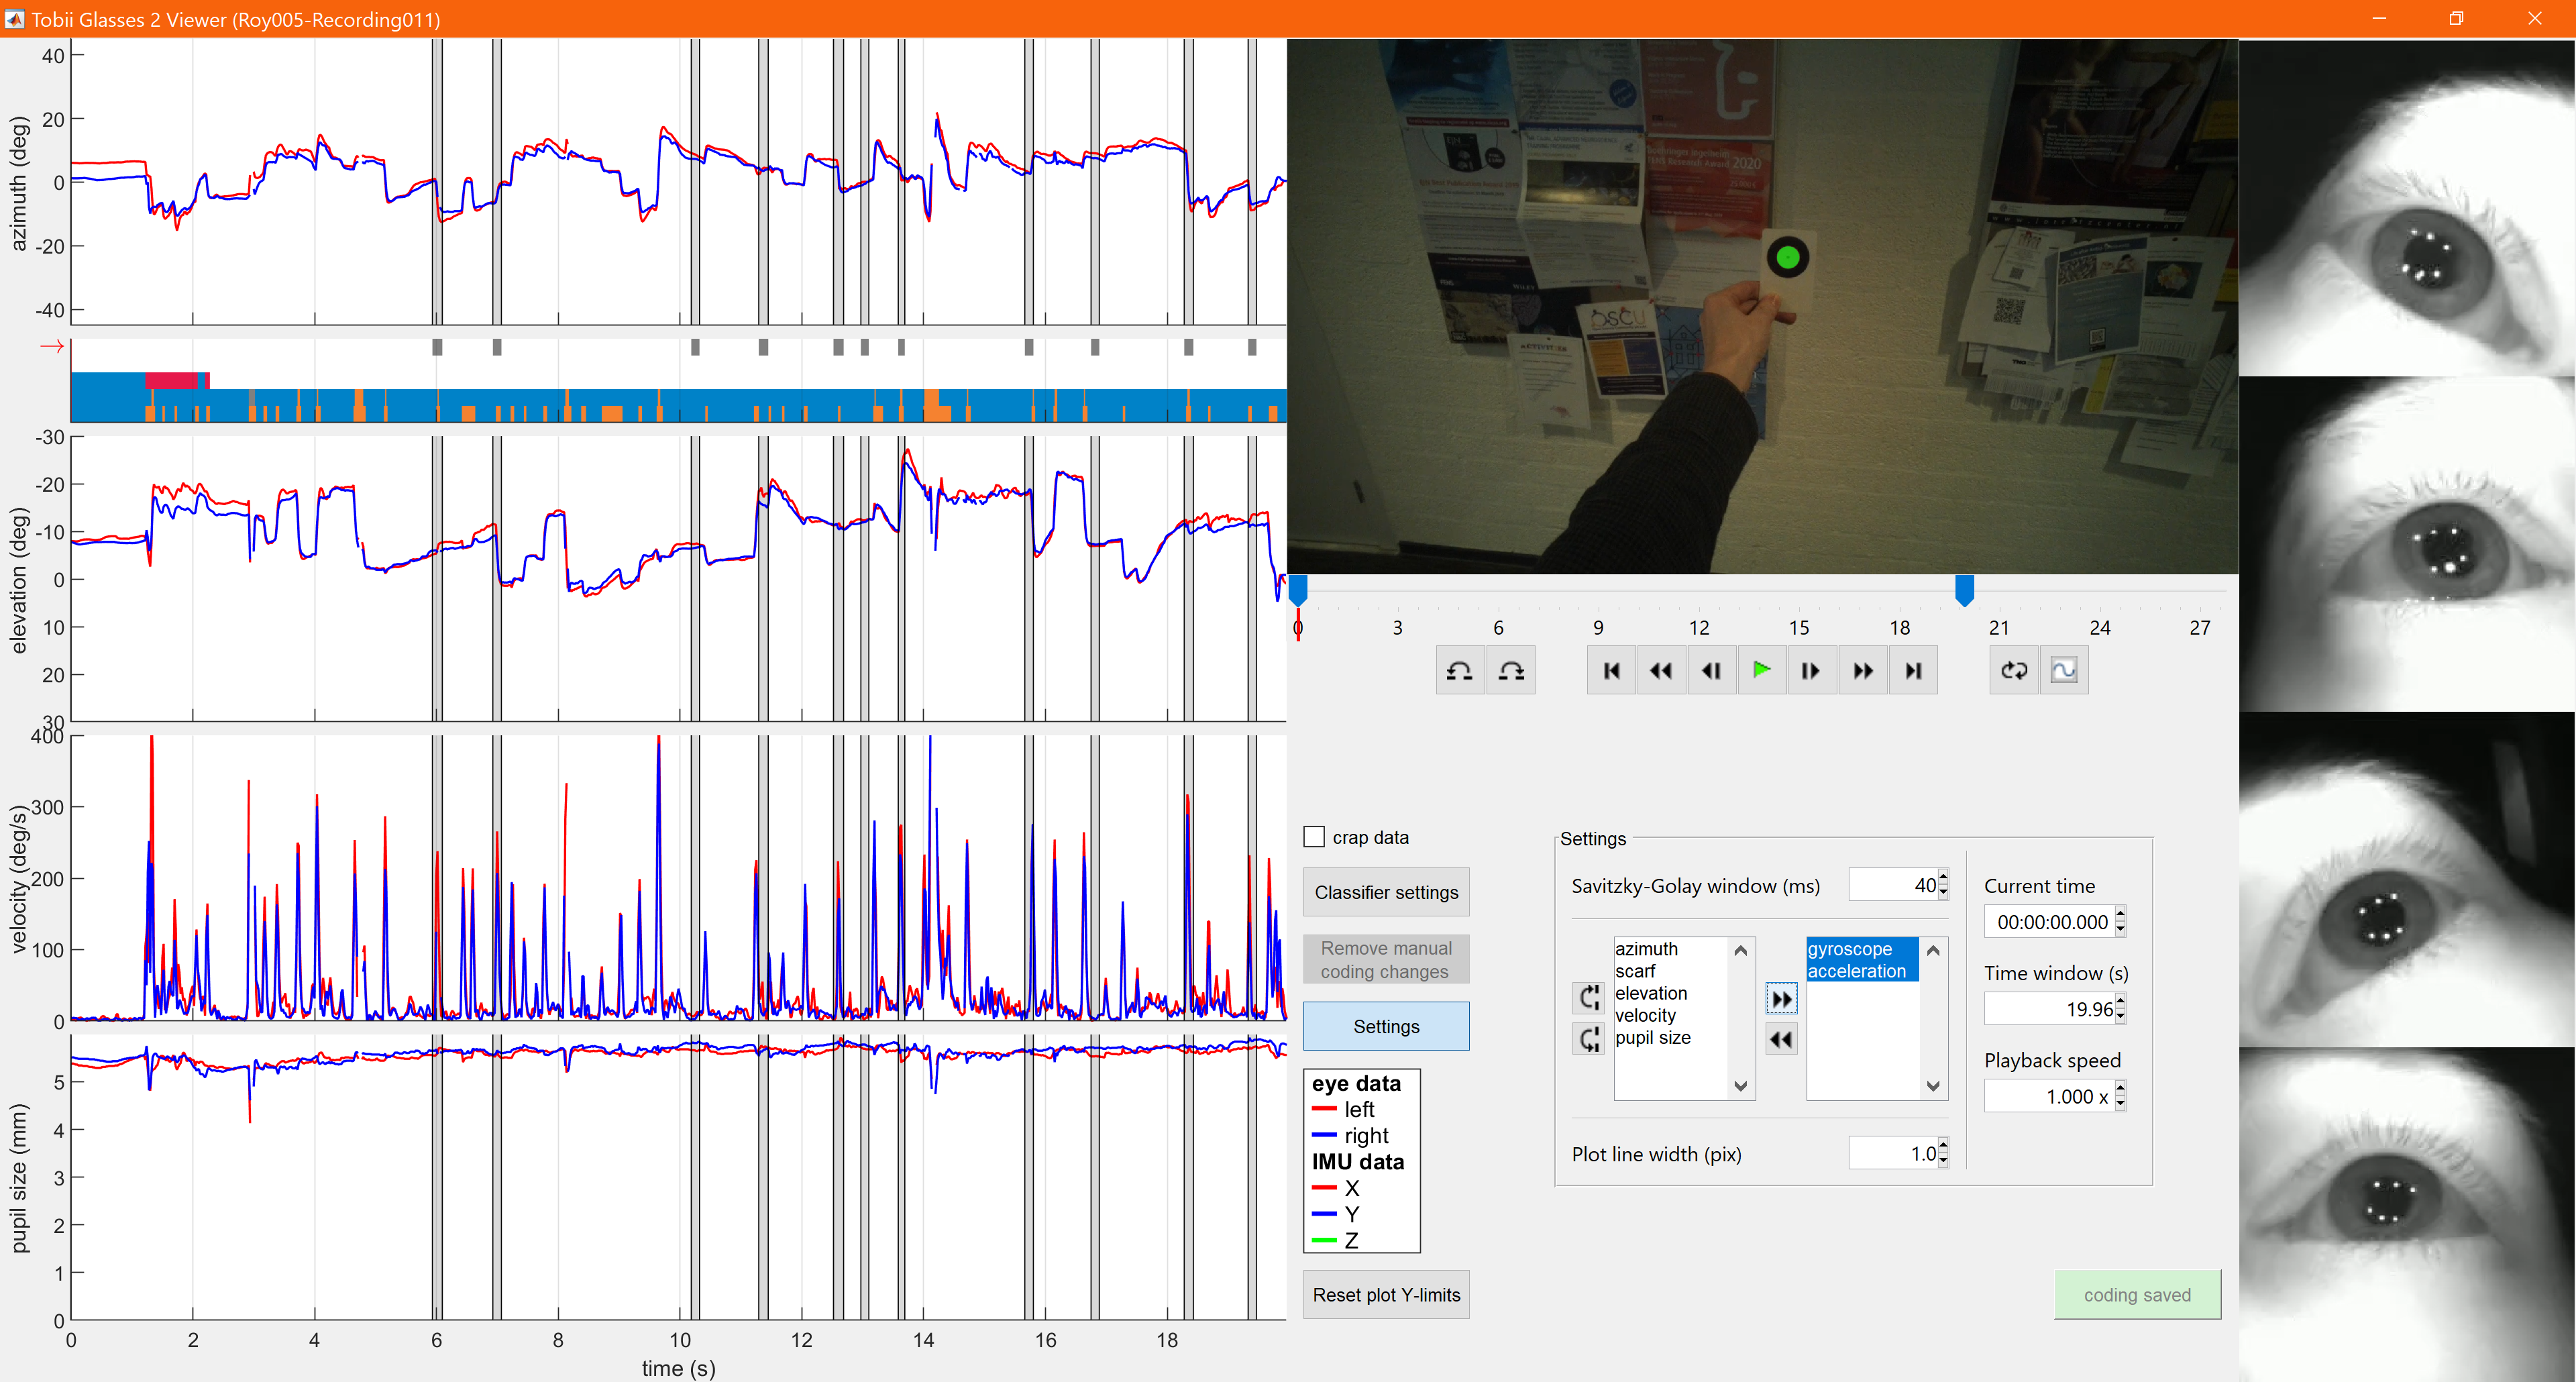 Tobii Glasses 2 Viewer (Roy005-Recording011)
40
20
0
-20
-40
azimuth (deg)
-30
-20
-10
0
10
20
30
elevation (deg)
400
300
200
100
0
velocity (deg/s)
5
4
3
2
1
0
pupil size (mm)
0 2 4 6 8 10 12 14 16 18
time (s)
2020
OSCU
WILEY
0 3 6 9 12 15 18 21 24 27
crap data
Classifier settings
Remove manual
coding changes
Settings
eye data
left
right
IMU data
X
Y
Z
Reset plot Y-limits
Settings
Savitzky-Golay window (ms)
40
azimuth
scarf
elevation
velocity
pupil size
gyroscope
acceleration
Plot line width (pix)
1.0
Current time
00:00:00.000
Time window (s)
19.96
Playback speed
1.000 x
coding saved